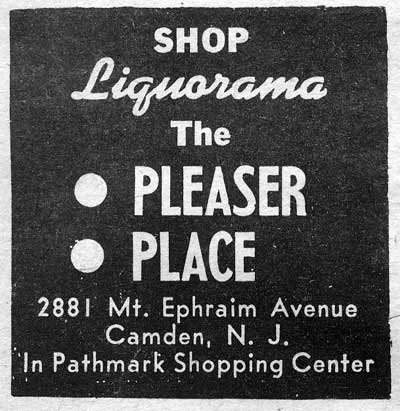 SHOP
Liquorama
The
● PLEASER
● PLACE
2881 Mt. Ephraim Avenue
Camden, N. J.
In Pathmark Shopping Center